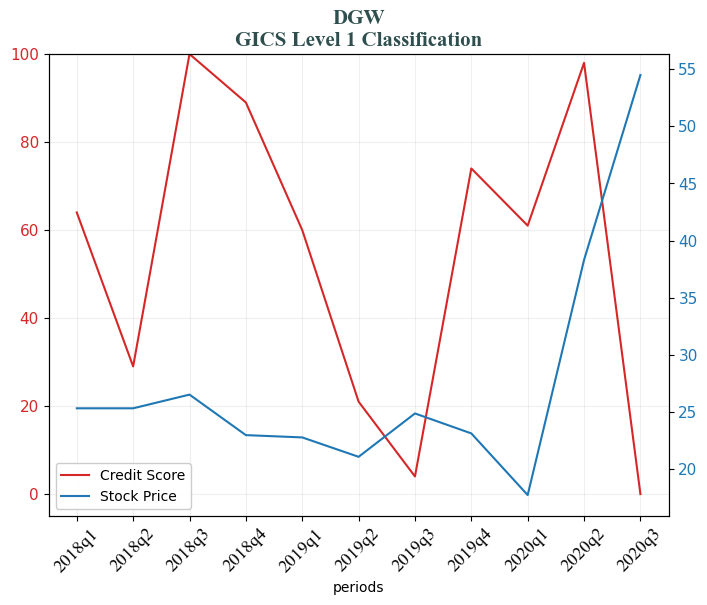 DGW
GICS Level 1 Classification
100
80
60
40
20
0
55
50
45
40
35
30
25
20
Credit Score
Stock Price
2018q1
2018q2
2018q3
2018q4
2019q1
2019q2
2019q3
2019q4
2020q1
2020q2
2020q3
periods